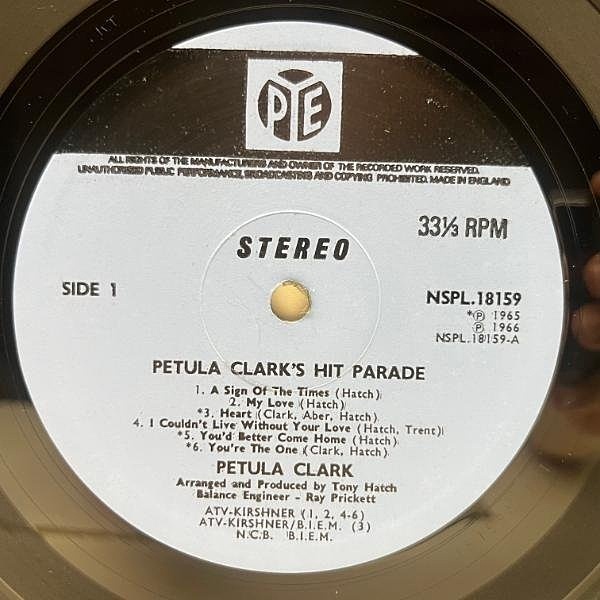 PYE
ALL RIGHTS OF THE MANUFACTURERS AND OWNER OF THE RECORDED WORK RESERVED.
UNAUTHORISED PUBLIC PERFORMANCE, BROADCASTING AND COPYING PROHIBITED. MADE IN ENGLAND
33⅓ RPM
STEREO
SIDE 1
NSPL.18159
*℗ 1965
℗ 1966
NSPL.18159-A
PETULA CLARK'S HIT PARADE
1. A Sign Of The Times (Hatch)
2. My Love (Hatch)
*3. Heart (Clark, Aber, Hatch)
4. I Couldn't Live Without Your Love (Hatch, Trent)
*5. You'd Better Come Home (Hatch)
*6. You're The One (Clark, Hatch)
PETULA CLARK
Arranged and Produced by Tony Hatch
Balance Engineer - Ray Prickett
ATV-KIRSHNER (1, 2, 4-6)
ATV-KIRSHNER/B.I.E.M. (3)
N.C.B. B.I.E.M.